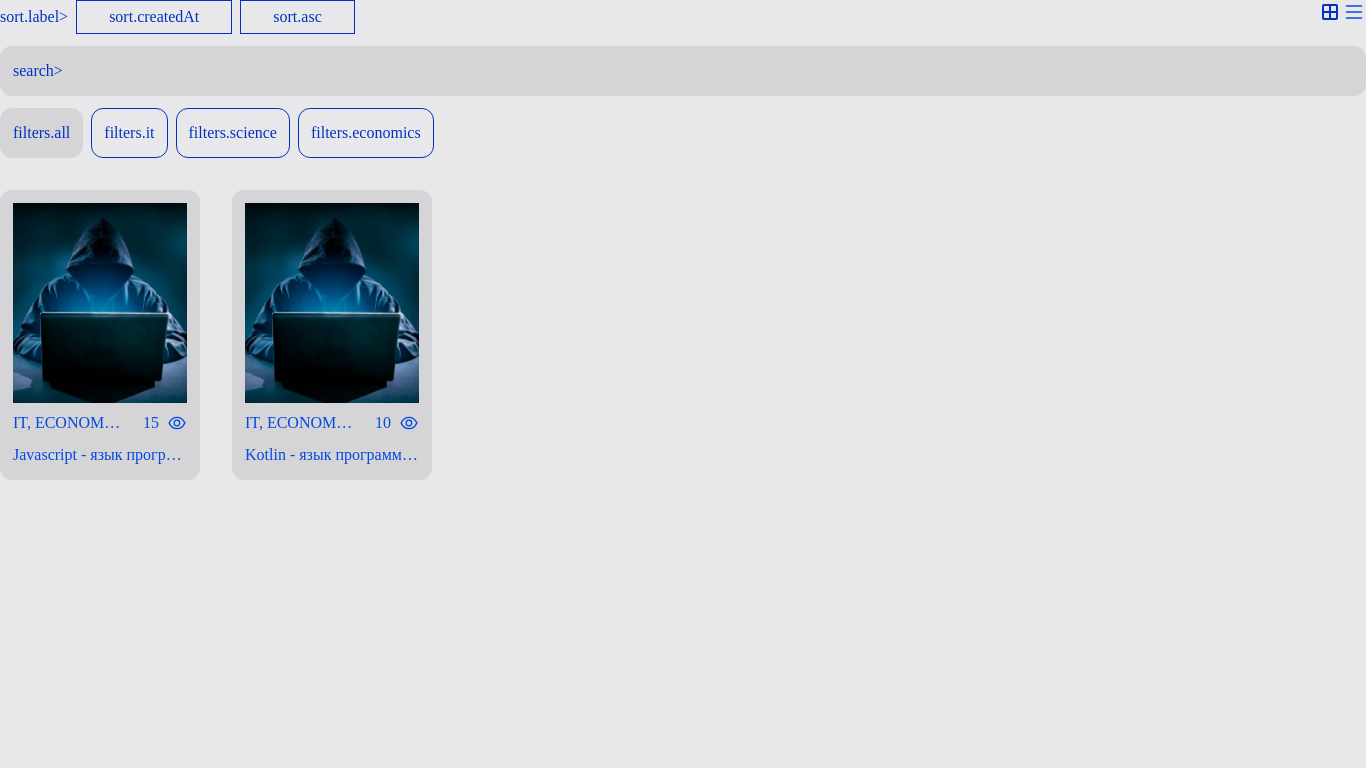 sort.label> sort.createdAt sort.asc
search>
filters.all filters.it filters.science filters.economics
IT, ECONOM… 15
Javascript - язык прогр…
IT, ECONOM… 10
Kotlin - язык программ…